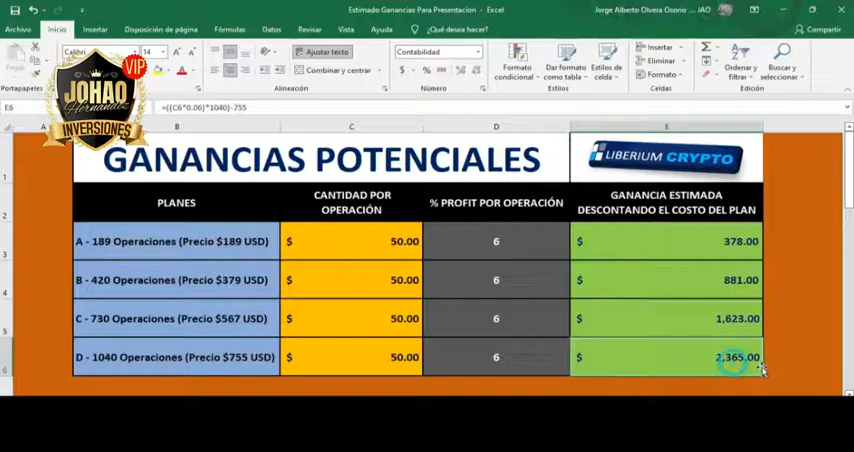 Estimado Ganancias Para Presentacion - Excel
Jorge Alberto Olvera Osorio ... JAO
Archivo Inicio Insertar Disposición de página Fórmulas Datos Revisar Vista Ayuda ¿Qué desea hacer? Compartir
Calibri 14 Ajustar texto Contabilidad Insertar
Pegar Combinar y centrar $ % 000 Formato condicional Dar formato como tabla Estilos de celda Eliminar Formato Ordenar y filtrar Buscar y seleccionar
Portapapeles Alineación Número Estilos Celdas Edición
VIP
JOHAO
Hernandez
INVERSIONES
E6 =((C6*0.06)*1040)-755
A B C D E
1 GANANCIAS POTENCIALES LIBERIUM CRYPTO
2 PLANES CANTIDAD POR OPERACIÓN % PROFIT POR OPERACIÓN GANANCIA ESTIMADA DESCONTANDO EL COSTO DEL PLAN
3 A - 189 Operaciones (Precio $189 USD) $ 50.00 6 $ 378.00
4 B - 420 Operaciones (Precio $379 USD) $ 50.00 6 $ 881.00
5 C - 730 Operaciones (Precio $567 USD) $ 50.00 6 $ 1,623.00
6 D - 1040 Operaciones (Precio $755 USD) $ 50.00 6 $ 2,365.00